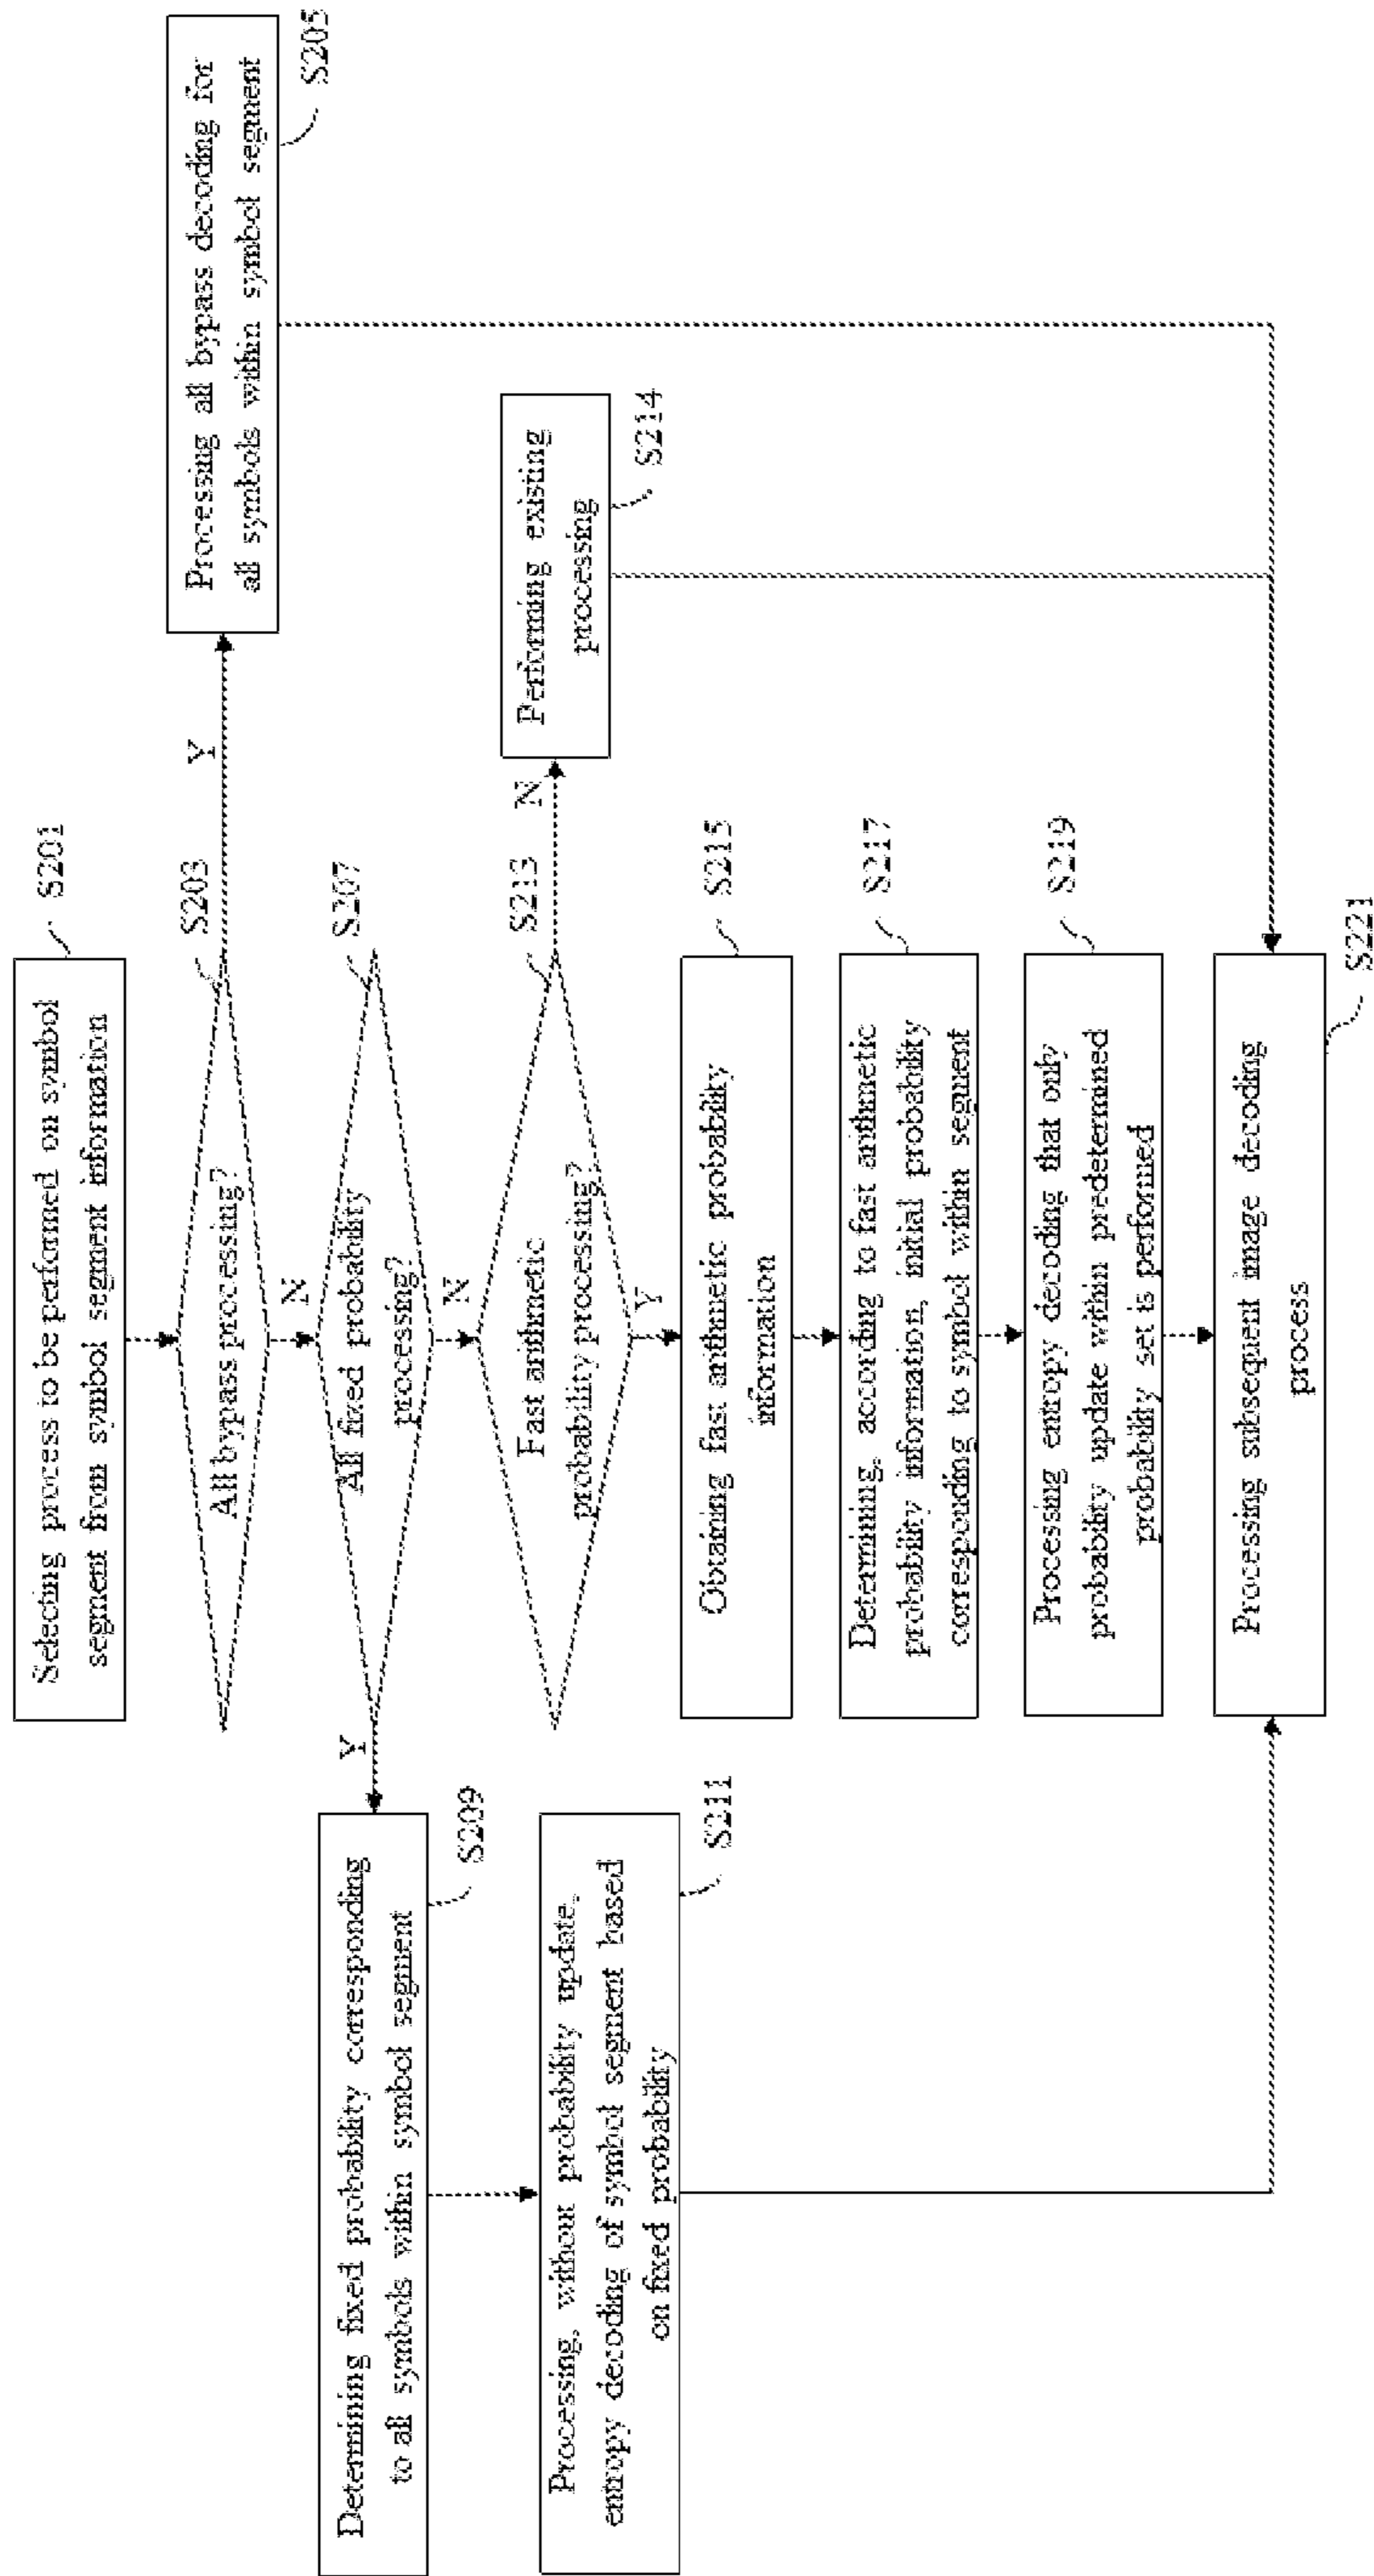 Selecting process to be performed on symbol
segment from symbol segment information
S201
All bypass processing?
S203
Y
Processing all bypass decoding for
all symbols within symbol segment
S205
N
All fixed probability
processing?
S207
Y
Determining fixed probability corresponding
to all symbols within symbol segment
S209
Processing, without probability update,
entropy decoding of symbol segment based
on fixed probability
S211
N
Fast arithmetic
probability processing?
S213
N
Performing existing
processing
S214
Y
Obtaining fast arithmetic probability
information
S215
Determining, according to fast arithmetic
probability information, initial probability
corresponding to symbol within segment
S217
Processing entropy decoding that only
probability update within predetermined
probability set is performed
S219
Processing subsequent image decoding
process
S221